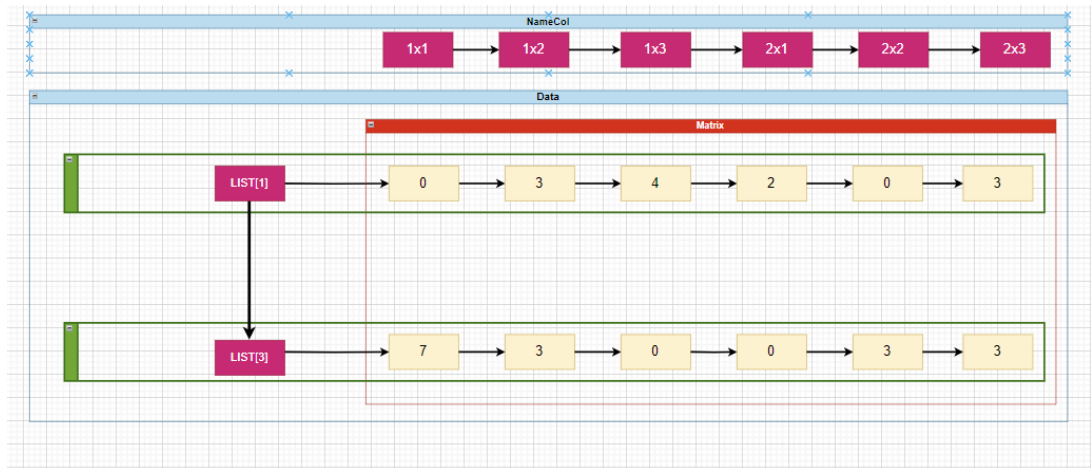 NameCol
1x1 1x2 1x3 2x1 2x2 2x3
Data
Matrix
LIST[1] 0 3 4 2 0 3
LIST[3] 7 3 0 0 3 3